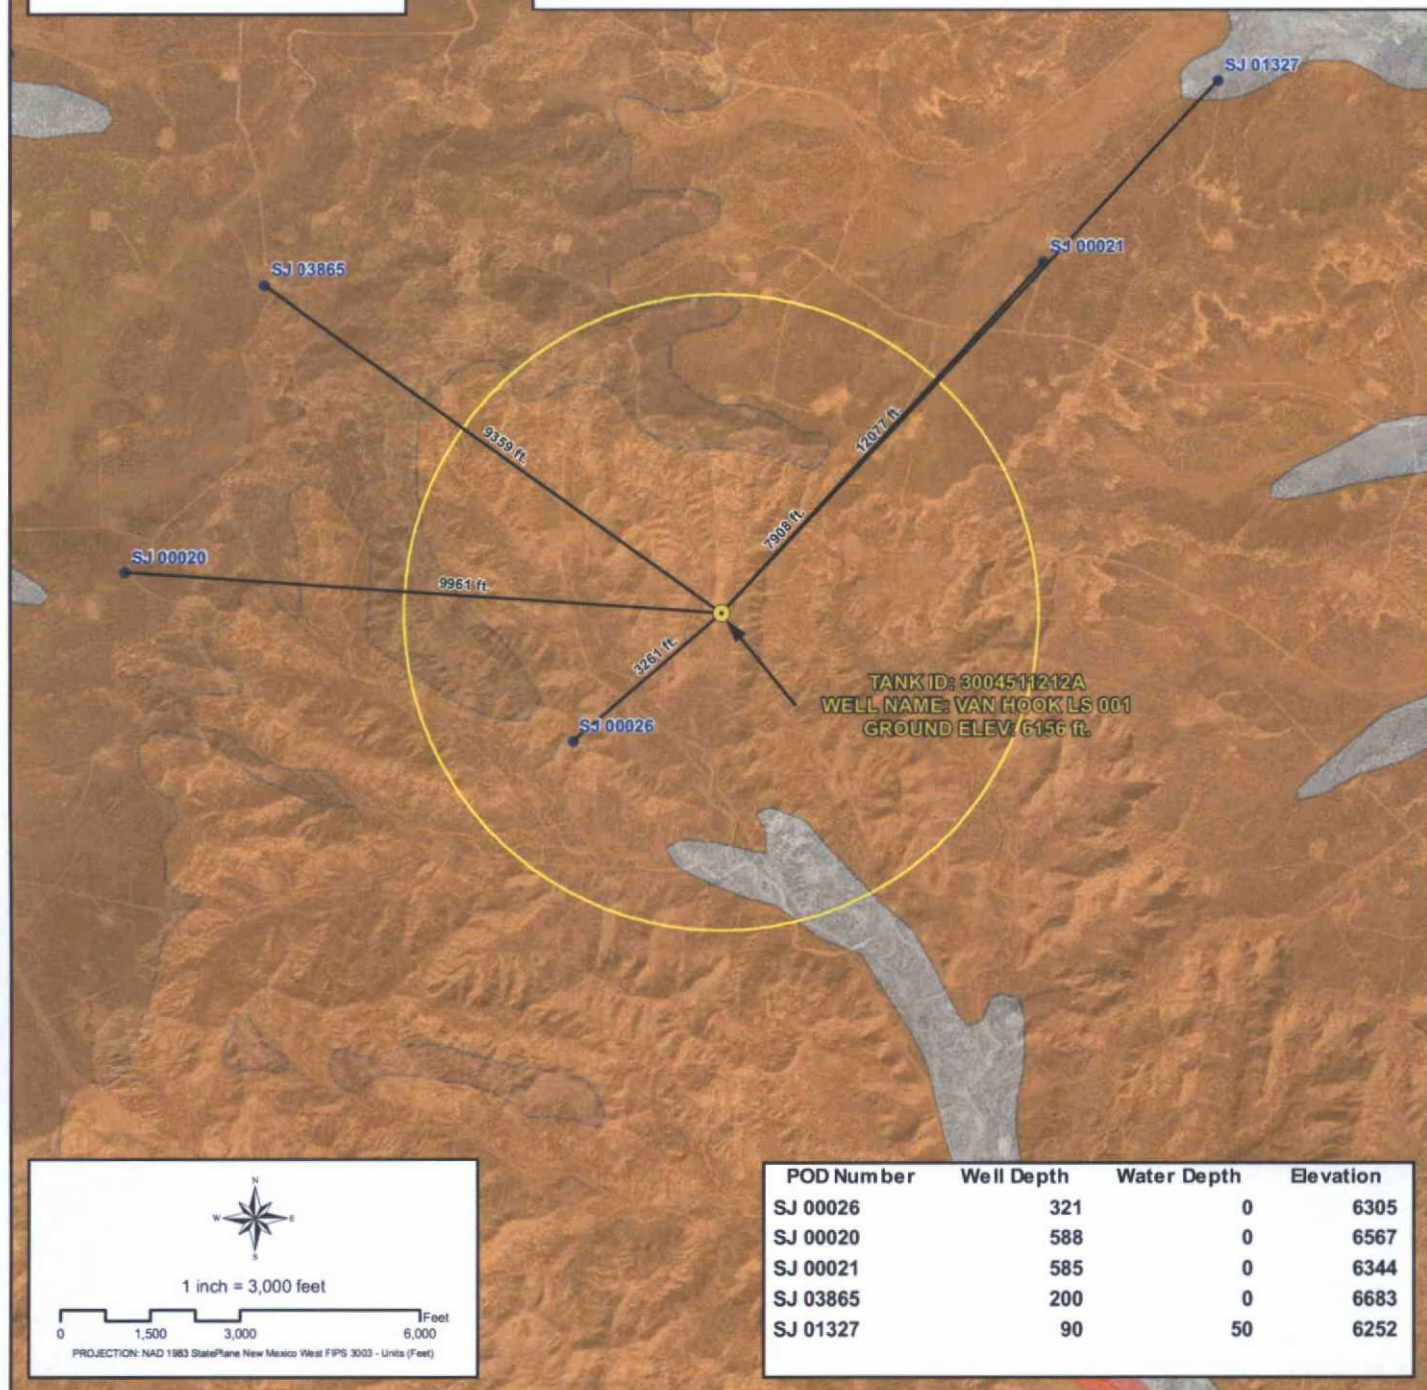 SJ 01327
SJ 00021
SJ 03865
12077 ft.
9359 ft.
7908 ft.
SJ 00020
9961 ft.
3261 ft.
TANK ID: 3004511212A
WELL NAME: VAN HOOK LS 001
GROUND ELEV: 6156 ft.
SJ 00026
N
W E
S
1 inch = 3,000 feet
Feet
0 1,500 3,000 6,000
PROJECTION: NAD 1983 StatePlane New Mexico West FIPS 3003 - Units (Feet)
POD Number Well Depth Water Depth Elevation
SJ 00026 321 0 6305
SJ 00020 588 0 6567
SJ 00021 585 0 6344
SJ 03865 200 0 6683
SJ 01327 90 50 6252